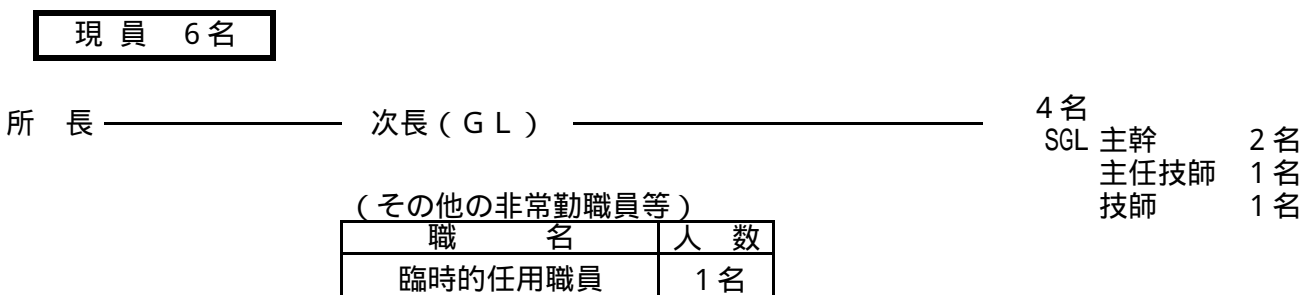 現 員 6名
所 長 次長(GL) 4名
SGL 主幹 2名
主任技師 1名
技師 1名
(その他の非常勤職員等)
職 名 人 数
臨時的任用職員 1名